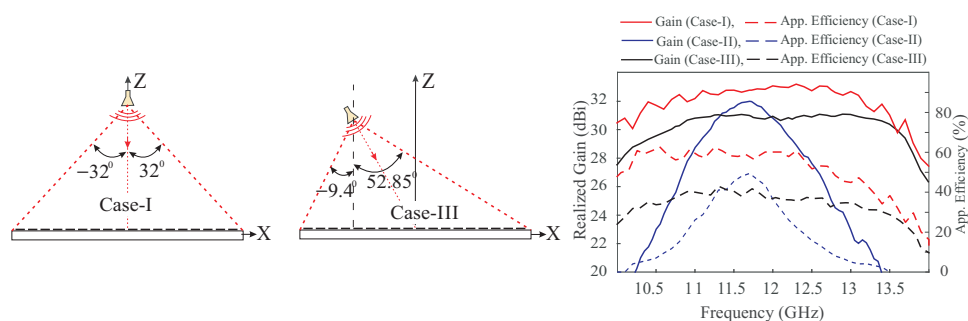 Z
−32⁰
32⁰
Case-I
X
Z
−9.4⁰
52.85⁰
Case-III
X
Gain (Case-I), App. Efficiency (Case-I)
Gain (Case-II), App. Efficiency (Case-II)
Gain (Case-III), App. Efficiency (Case-III)
Realized Gain (dBi)
32
30
28
26
24
22
20
80
60
40
20
0
App. Efficiency (%)
10.5 11 11.5 12 12.5 13 13.5
Frequency (GHz)